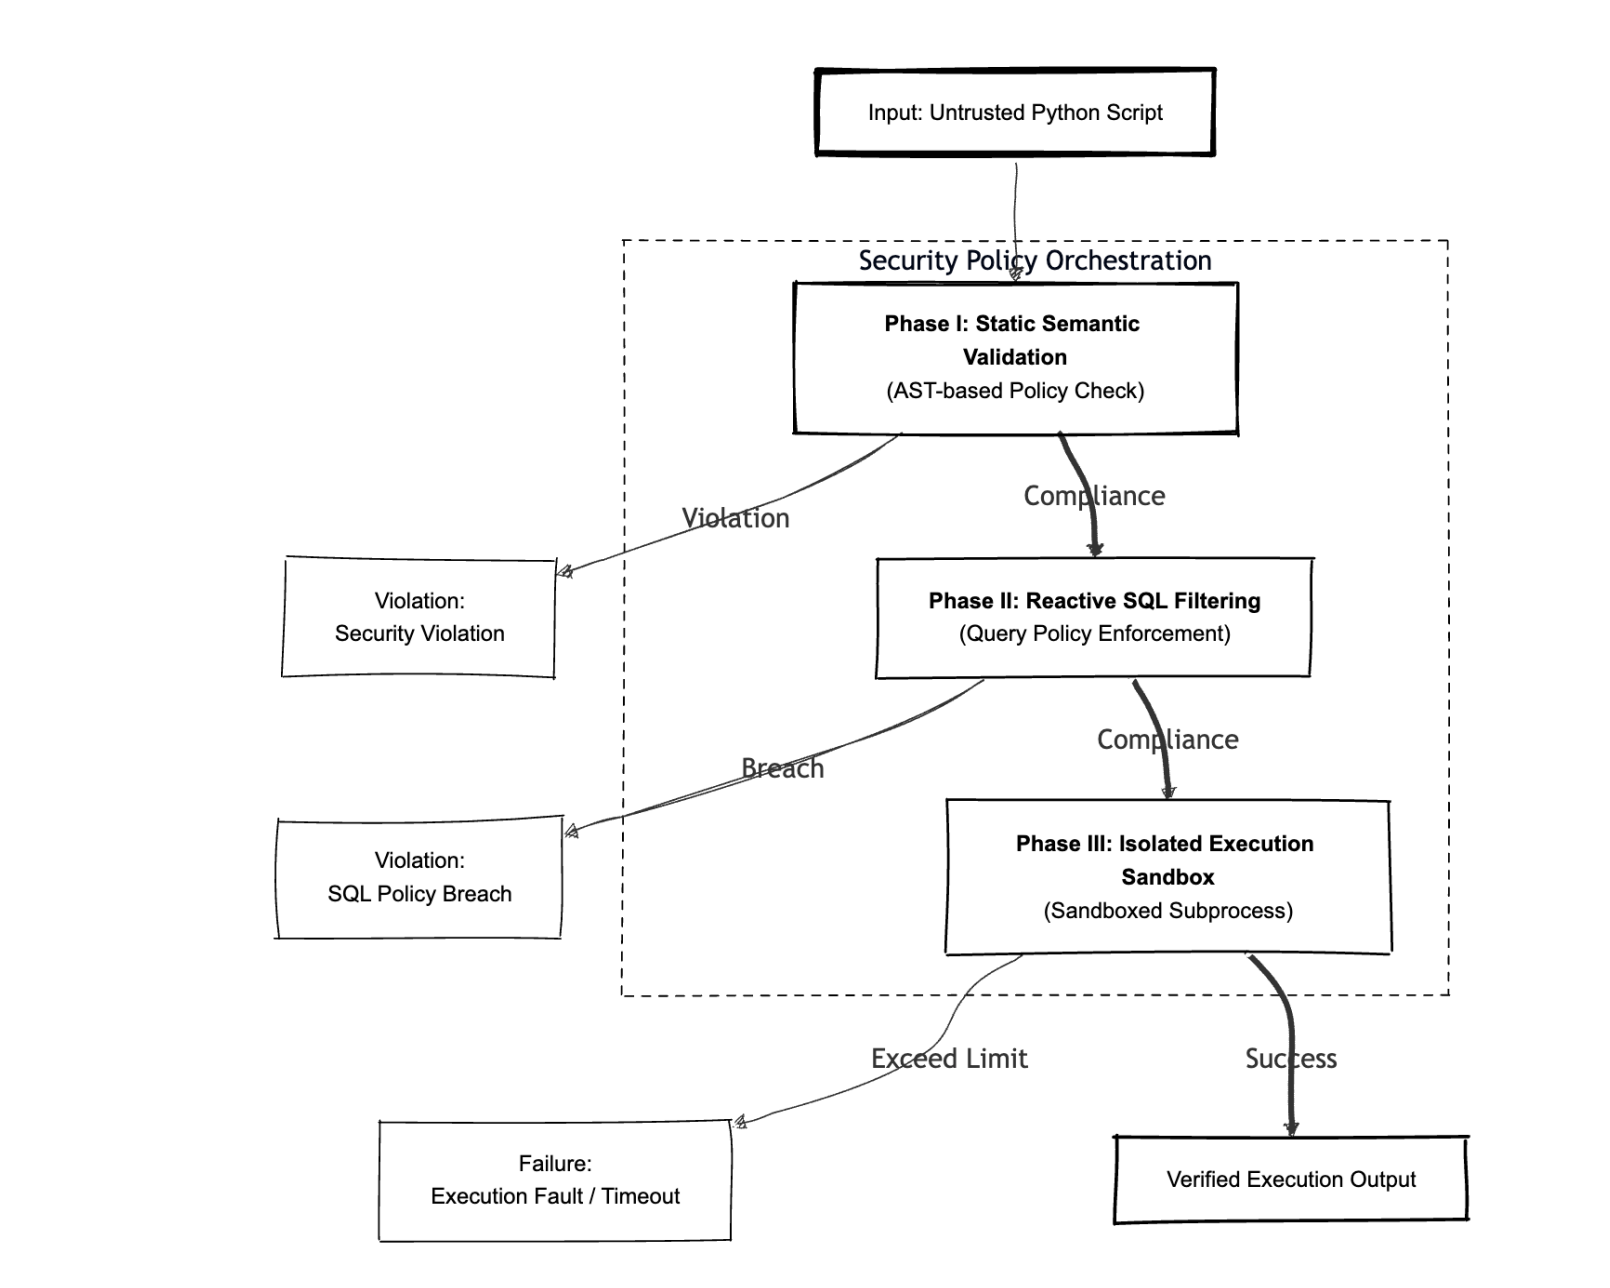 Input: Untrusted Python Script
Security Policy Orchestration
Phase I: Static Semantic
Validation
(AST-based Policy Check)
Violation
Compliance
Violation:
Security Violation
Phase II: Reactive SQL Filtering
(Query Policy Enforcement)
Breach
Compliance
Violation:
SQL Policy Breach
Phase III: Isolated Execution
Sandbox
(Sandboxed Subprocess)
Exceed Limit
Success
Failure:
Execution Fault / Timeout
Verified Execution Output